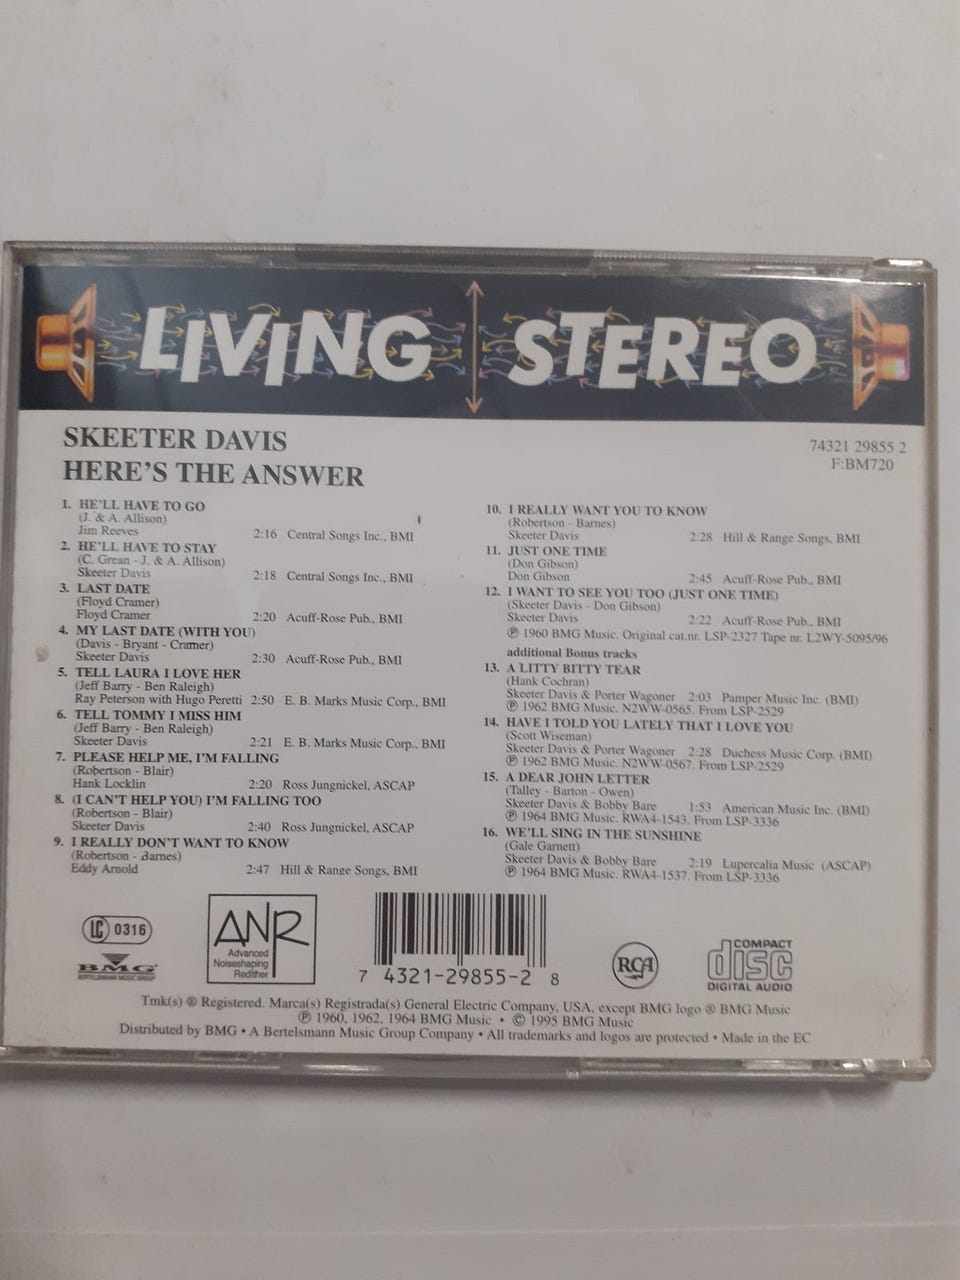 LIVING STEREO
SKEETER DAVIS
HERE'S THE ANSWER
74321 29855 2
F:BM720
1. HE'LL HAVE TO GO
(J. & A. Allison)
Jim Reeves 2:16 Central Songs Inc., BMI
2. HE'LL HAVE TO STAY
(C. Grean - J. & A. Allison)
Skeeter Davis 2:18 Central Songs Inc., BMI
3. LAST DATE
(Floyd Cramer)
Floyd Cramer 2:20 Acuff-Rose Pub., BMI
4. MY LAST DATE (WITH YOU)
(Davis - Bryant - Cramer)
Skeeter Davis 2:30 Acuff-Rose Pub., BMI
5. TELL LAURA I LOVE HER
(Jeff Barry - Ben Raleigh)
Ray Peterson with Hugo Peretti 2:50 E. B. Marks Music Corp., BMI
6. TELL TOMMY I MISS HIM
(Jeff Barry - Ben Raleigh)
Skeeter Davis 2:21 E. B. Marks Music Corp., BMI
7. PLEASE HELP ME, I'M FALLING
(Robertson - Blair)
Hank Locklin 2:20 Ross Jungnickel, ASCAP
8. (I CAN'T HELP YOU) I'M FALLING TOO
(Robertson - Blair)
Skeeter Davis 2:40 Ross Jungnickel, ASCAP
9. I REALLY DON'T WANT TO KNOW
(Robertson - Barnes)
Eddy Arnold 2:47 Hill & Range Songs, BMI
10. I REALLY WANT YOU TO KNOW
(Robertson - Barnes)
Skeeter Davis 2:28 Hill & Range Songs, BMI
11. JUST ONE TIME
(Don Gibson)
Don Gibson 2:45 Acuff-Rose Pub., BMI
12. I WANT TO SEE YOU TOO (JUST ONE TIME)
(Skeeter Davis - Don Gibson)
Skeeter Davis 2:22 Acuff-Rose Pub., BMI
℗ 1960 BMG Music. Original cat.nr. LSP-2327 Tape nr. L2WY-5095/96
additional Bonus tracks
13. A LITTY BITTY TEAR
(Hank Cochran)
Skeeter Davis & Porter Wagoner 2:03 Pamper Music Inc. (BMI)
℗ 1962 BMG Music. N2WW-0565. From LSP-2529
14. HAVE I TOLD YOU LATELY THAT I LOVE YOU
(Scott Wiseman)
Skeeter Davis & Porter Wagoner 2:28 Duchess Music Corp. (BMI)
℗ 1962 BMG Music. N2WW-0567. From LSP-2529
15. A DEAR JOHN LETTER
(Talley - Barton - Owen)
Skeeter Davis & Bobby Bare 1:53 American Music Inc. (BMI)
℗ 1964 BMG Music. RWA4-1543. From LSP-3336
16. WE'LL SING IN THE SUNSHINE
(Gale Garnett)
Skeeter Davis & Bobby Bare 2:19 Lupercalia Music (ASCAP)
℗ 1964 BMG Music. RWA4-1537. From LSP-3336
LC 0316
BMG
BERTELSMANN MUSIC GROUP
ANR
Advanced
Noiseshaping
Redither
7 4321-29855-2 8
RCA
COMPACT
disc
DIGITAL AUDIO
Tmk(s) ® Registered. Marca(s) Registrada(s) General Electric Company, USA, except BMG logo ® BMG Music
℗ 1960, 1962, 1964 BMG Music • © 1995 BMG Music
Distributed by BMG • A Bertelsmann Music Group Company • All trademarks and logos are protected • Made in the EC